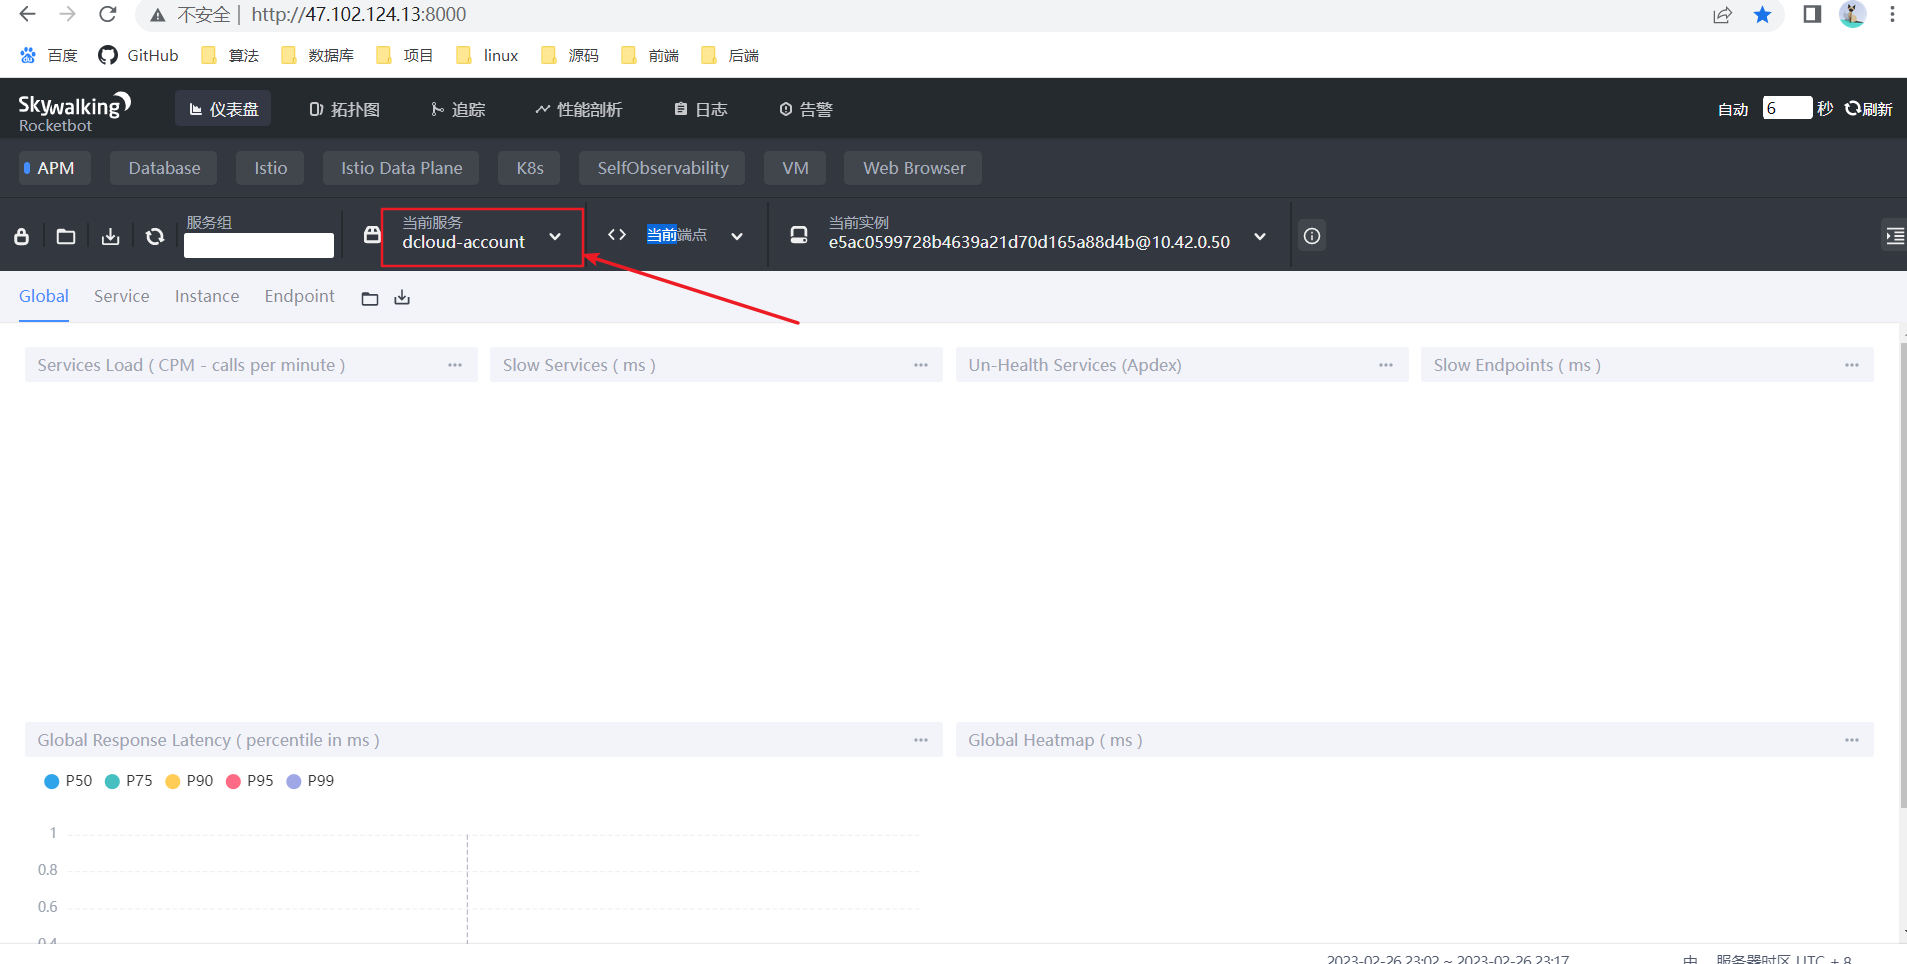 不安全 | http://47.102.124.13:8000
百度 GitHub 算法 数据库 项目 linux 源码 前端 后端
Skywalking
Rocketbot
仪表盘 拓扑图 追踪 性能剖析 日志 告警
自动 6 秒 刷新
APM Database Istio Istio Data Plane K8s SelfObservability VM Web Browser
服务组
当前服务
dcloud-account
当前端点
当前实例
e5ac0599728b4639a21d70d165a88d4b@10.42.0.50
Global Service Instance Endpoint
Services Load ( CPM - calls per minute )
Slow Services ( ms )
Un-Health Services (Apdex)
Slow Endpoints ( ms )
Global Response Latency ( percentile in ms )
Global Heatmap ( ms )
P50 P75 P90 P95 P99
1
0.8
0.6
0.4
2023-02-26 23:02 ~ 2023-02-26 23:17
中 服务器时区 UTC + 8